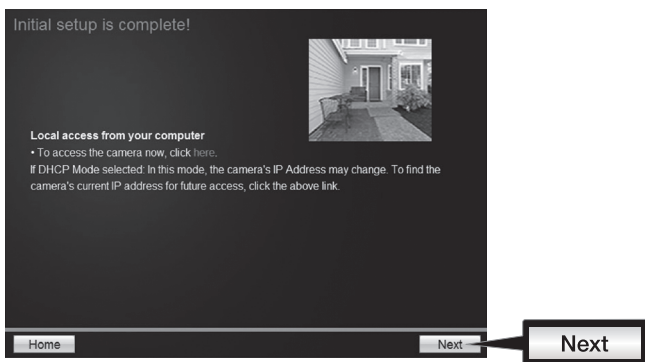 Initial setup is complete!
Local access from your computer
• To access the camera now, click here.
If DHCP Mode selected: In this mode, the camera's IP Address may change. To find the
camera's current IP address for future access, click the above link.
Home
Next
Next